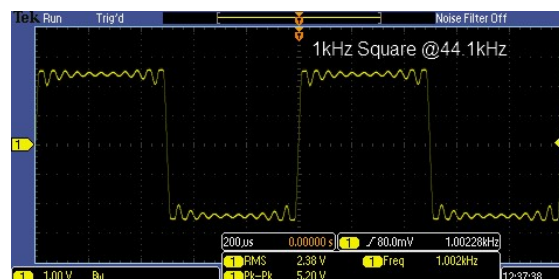 Tek Run Trig'd Noise Filter Off
1kHz Square @44.1kHz
1
200µs 0.00000 s 1 80.0mV 1.00228kHz
1 RMS 2.38 V 1 Freq 1.002kHz
1 1.00 V Bw 1 Pk-Pk 5.20 V 12:37:38